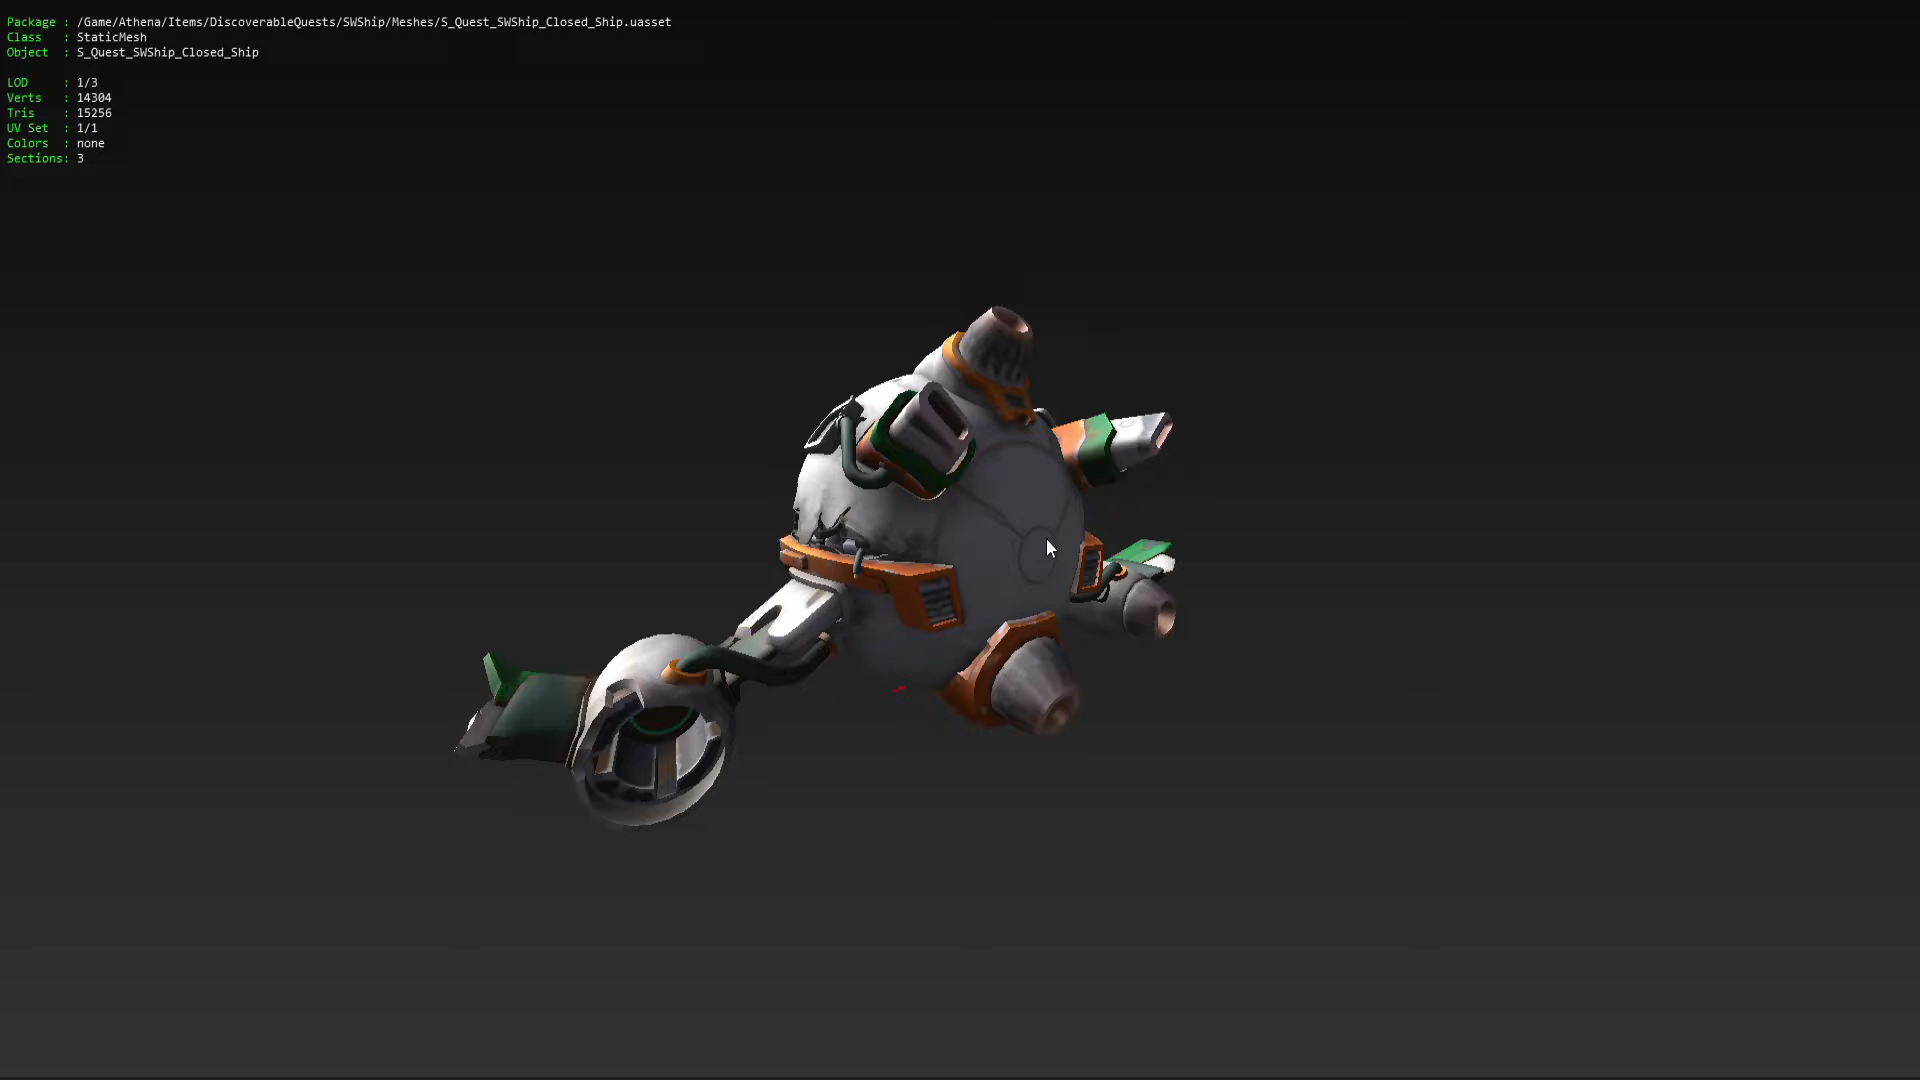 Package : /Game/Athena/Items/DiscoverableQuests/SWShip/Meshes/S_Quest_SWShip_Closed_Ship.uasset
Class : StaticMesh
Object : S_Quest_SWShip_Closed_Ship
LOD : 1/3
Verts : 14304
Tris : 15256
UV Set : 1/1
Colors : none
Sections: 3